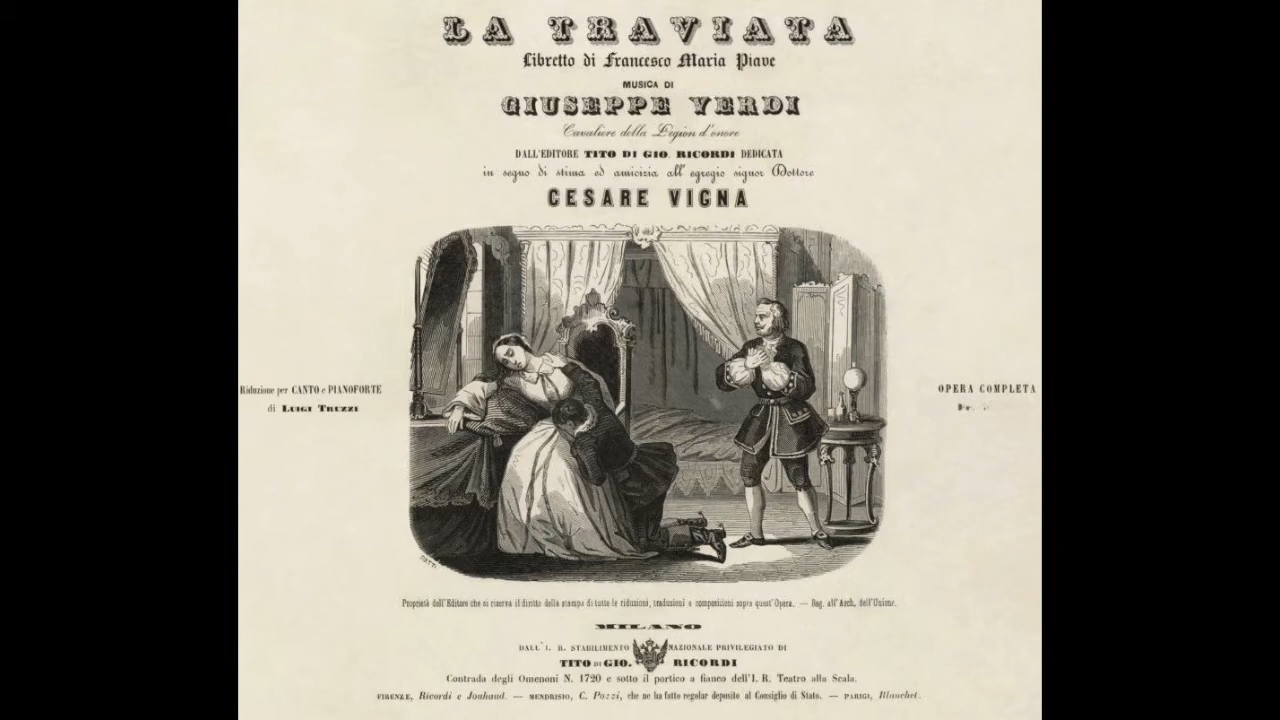 LA TRAVIATA
Libretto di Francesco Maria Piave
MUSICA DI
GIUSEPPE VERDI
Cavaliere della Legion d'onore
DALL'EDITORE TITO DI GIO. RICORDI DEDICATA
in segno di stima ed amicizia all' egregio signor Dottore
CESARE VIGNA
Riduzione per CANTO e PIANOFORTE
di LUIGI TRUZZI
OPERA COMPLETA
Fr.
GATTI
Proprietà dell'Editore che si riserva il diritto della stampa di tutte le riduzioni, traduzioni o composizioni sopra quest'Opera. — Reg. all'Arch. dell'Unione.
MILANO
DALL' I. R. STABILIMENTO NAZIONALE PRIVILEGIATO DI
TITO DI GIO. RICORDI
Contrada degli Omenoni N. 1720 e sotto il portico a fianco dell'I. R. Teatro alla Scala.
FIRENZE, Ricordi e Jouhaud. — MENDRISIO, C. Pozzi, che ne ha fatto regolar deposito al Consiglio di Stato. — PARIGI, Blanchet.